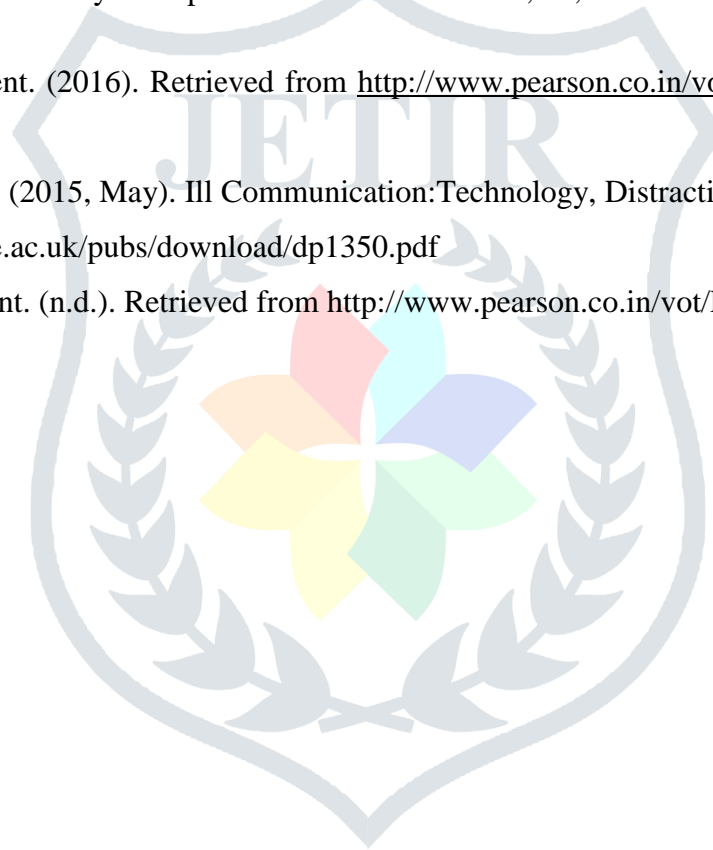 ent. (2016). Retrieved from http://www.pearson.co.in/vo
JETIR
(2015, May). Ill Communication:Technology, Distracti
e.ac.uk/pubs/download/dp1350.pdf
nt. (n.d.). Retrieved from http://www.pearson.co.in/vot/